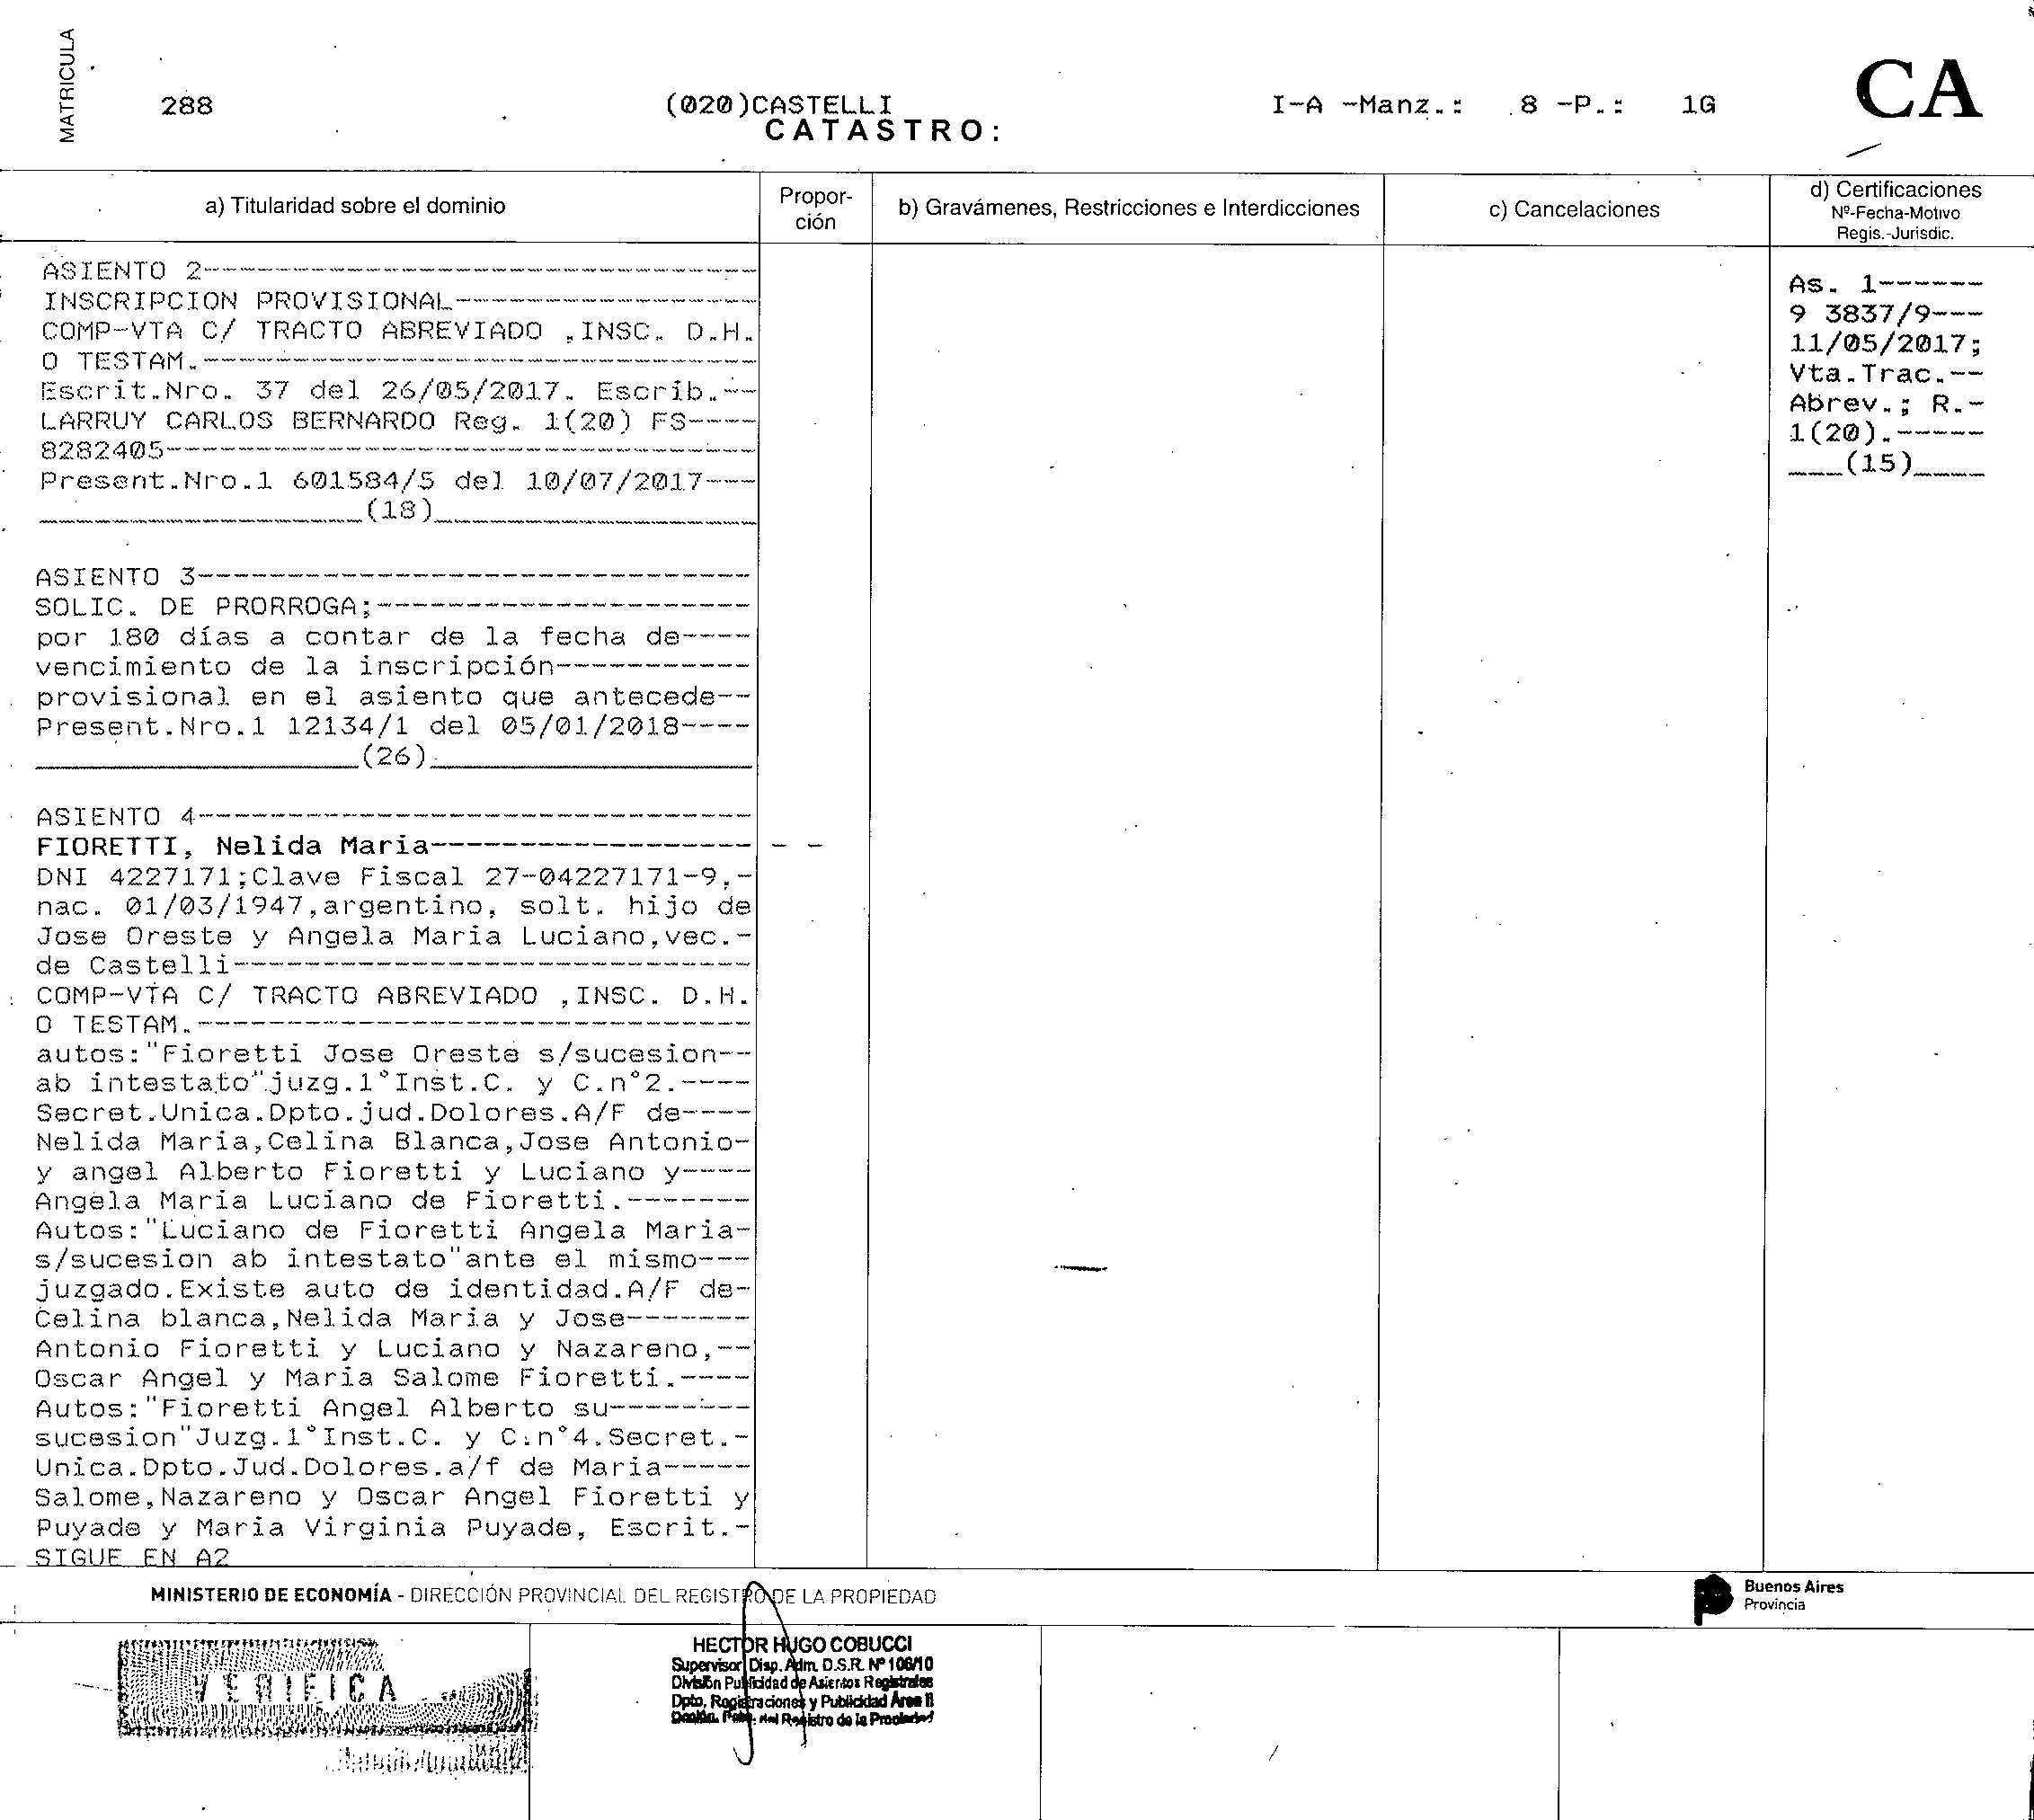 MATRICULA
288
(020)CASTELLI
I-A -Manz.: 8 -P.: 1G
CA
CATASTRO:
a) Titularidad sobre el dominio
Propor-
ción
b) Gravámenes, Restricciones e Interdicciones
c) Cancelaciones
d) Certificaciones
Nº-Fecha-Motivo
Regis.-Jurisdic.
ASIENTO 2-------------------------------
INSCRIPCION PROVISIONAL-----------------
COMP-VTA C/ TRACTO ABREVIADO ,INSC. D.H.
O TESTAM.-------------------------------
Escrit.Nro. 37 del 26/05/2017. Escrib.--
LARRUY CARLOS BERNARDO Reg. 1(20) FS----
8282405---------------------------------
Present.Nro.1 601584/5 del 10/07/2017---
__________________(18)__________________
ASIENTO 3-------------------------------
SOLIC. DE PRORROGA;---------------------
por 180 días a contar de la fecha de----
vencimiento de la inscripción-----------
provisional en el asiento que antecede--
Present.Nro.1 12134/1 del 05/01/2018----
__________________(26)__________________
ASIENTO 4-------------------------------
FIORETTI, Nelida Maria------------------ - -
DNI 4227171;Clave Fiscal 27-04227171-9,-
nac. 01/03/1947,argentino, solt. hijo de
Jose Oreste y Angela Maria Luciano,vec.-
de Castelli-----------------------------
COMP-VTA C/ TRACTO ABREVIADO ,INSC. D.H.
O TESTAM.-------------------------------
autos:"Fioretti Jose Oreste s/sucesion--
ab intestato"juzg.1°Inst.C. y C.n°2.----
Secret.Unica.Dpto.jud.Dolores.A/F de----
Nelida Maria,Celina Blanca,Jose Antonio-
y angel Alberto Fioretti y Luciano y----
Angela Maria Luciano de Fioretti.-------
Autos:"Luciano de Fioretti Angela Maria-
s/sucesion ab intestato"ante el mismo---
juzgado.Existe auto de identidad.A/F de-
Celina blanca,Nelida Maria y Jose-------
Antonio Fioretti y Luciano y Nazareno,--
Oscar Angel y Maria Salome Fioretti.----
Autos:"Fioretti Angel Alberto su--------
sucesion"Juzg.1°Inst.C. y C.n°4.Secret.-
Unica.Dpto.Jud.Dolores.a/f de Maria-----
Salome,Nazareno y Oscar Angel Fioretti y
Puyade y Maria Virginia Puyade, Escrit.-
SIGUE EN A2
As. 1------
9 3837/9---
11/05/2017;
Vta.Trac.--
Abrev.; R.-
1(20).-----
___(15)____
MINISTERIO DE ECONOMÍA - DIRECCIÓN PROVINCIAL DEL REGISTRO DE LA PROPIEDAD
Buenos Aires
Provincia
VERIFICA
HECTOR HUGO COBUCCI
Supervisor Disp. Adm. D.S.R. Nº 106/10
División Publicidad de Asientos Registrales
Dpto. Registraciones y Publicidad Área II
Registro de la Propiedad